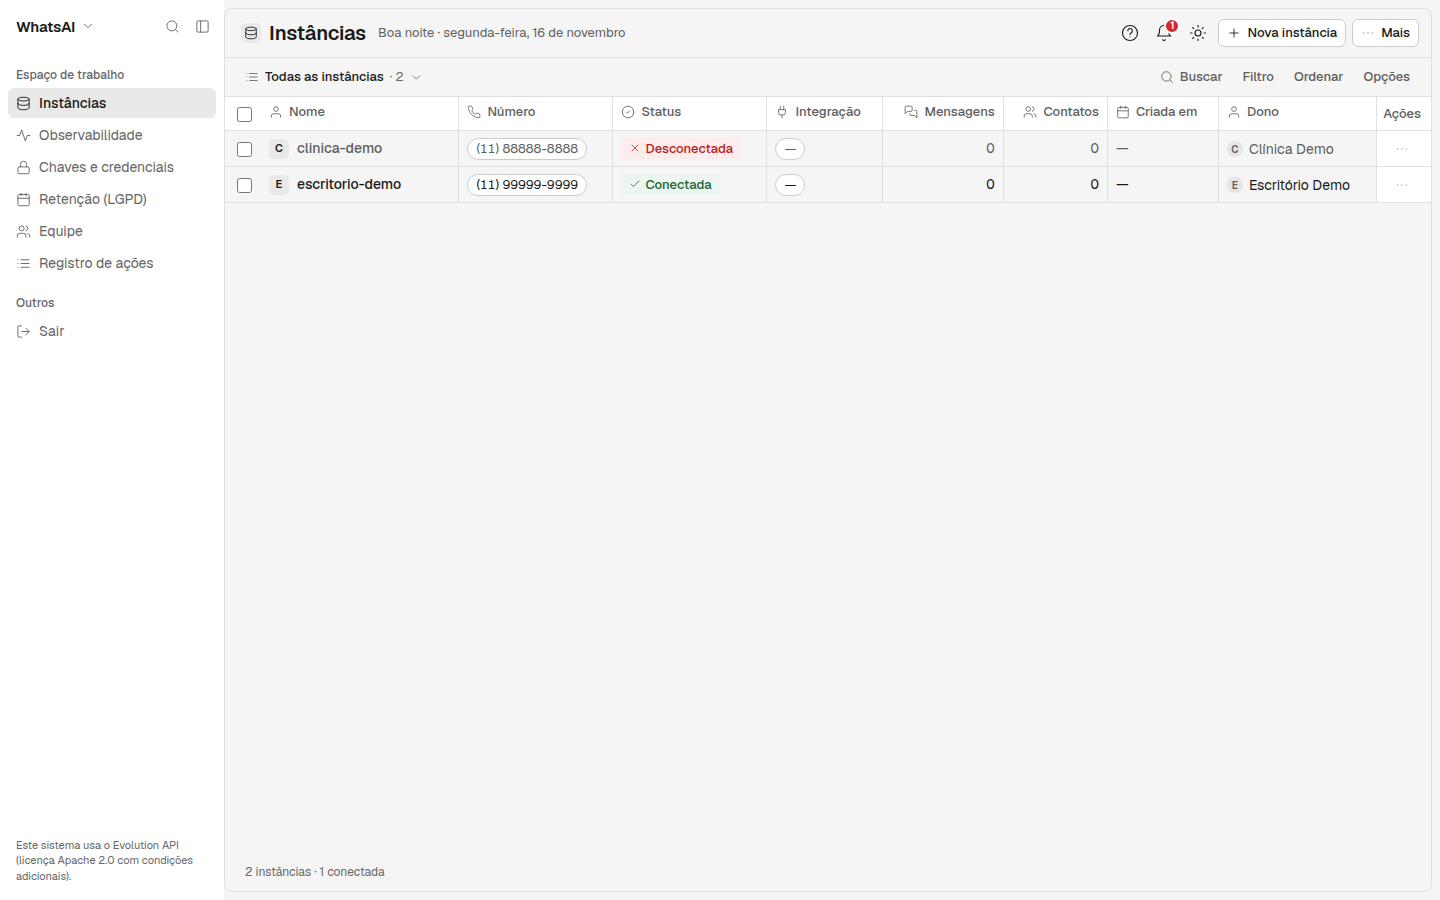 WhatsAI
Espaço de trabalho
Instâncias
Observabilidade
Chaves e credenciais
Retenção (LGPD)
Equipe
Registro de ações
Outros
Sair
Este sistema usa o Evolution API
(licença Apache 2.0 com condições
adicionais).
Instâncias Boa noite · segunda-feira, 16 de novembro 1 Nova instância Mais
Todas as instâncias · 2 Buscar Filtro Ordenar Opções
Nome Número Status Integração Mensagens Contatos Criada em Dono Ações
C clinica-demo (11) 88888-8888 Desconectada — 0 0 — C Clínica Demo ···
E escritorio-demo (11) 99999-9999 Conectada — 0 0 — E Escritório Demo ···
2 instâncias · 1 conectada